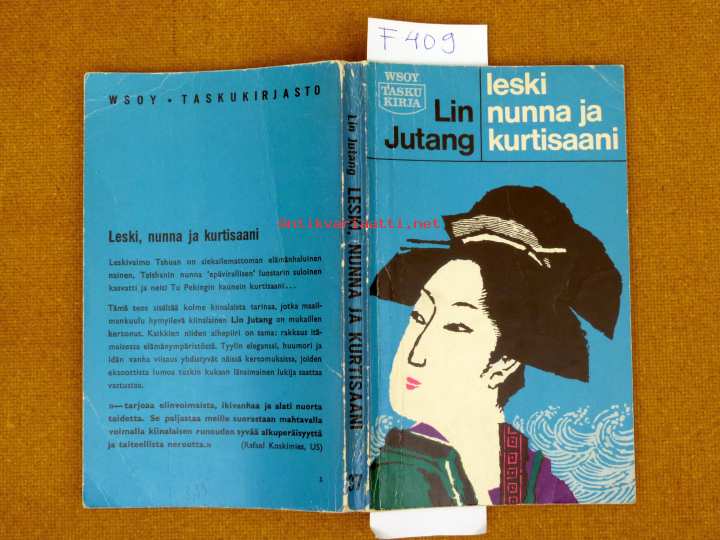 F 409
WSOY • TASKUKIRJASTO
Leski, nunna ja kurtisaani
Leskivaimo Tshuan on siekailemattoman elämänhaluinen
nainen, Taishanin nunna 'epävirallisen' luostarin suloinen
kasvatti ja neiti Tu Pekingin kaunein kurtisaani...
Tämä teos sisältää kolme kiinalaista tarinaa, jotka maail-
mankuulu hymyilevä kiinalainen Lin Jutang on mukaillen
kertonut. Kaikkien niiden aihepiiri on sama: rakkaus itä-
maisessa elämänympäristössä. Tyylin eleganssi, huumori ja
idän vanha viisaus yhdistyvät näissä kertomuksissa, joiden
eksoottista lumoa tuskin kukaan länsimainen lukija saattaa
vastustaa.
»—tarjoaa elinvoimaista, ikivanhaa ja alati nuorta
taidetta. Se paljastaa meille suorastaan mahtavalla
voimalla kiinalaisen runouden syvää alkuperäisyyttä
ja taiteellista neroutta.» (Rafael Koskimies, US)
Lin Jutang LESKI, NUNNA JA KURTISAANI
37
WSOY
TASKU
KIRJA
Lin
Jutang
leski
nunna ja
kurtisaani
Antikvariaatti.net